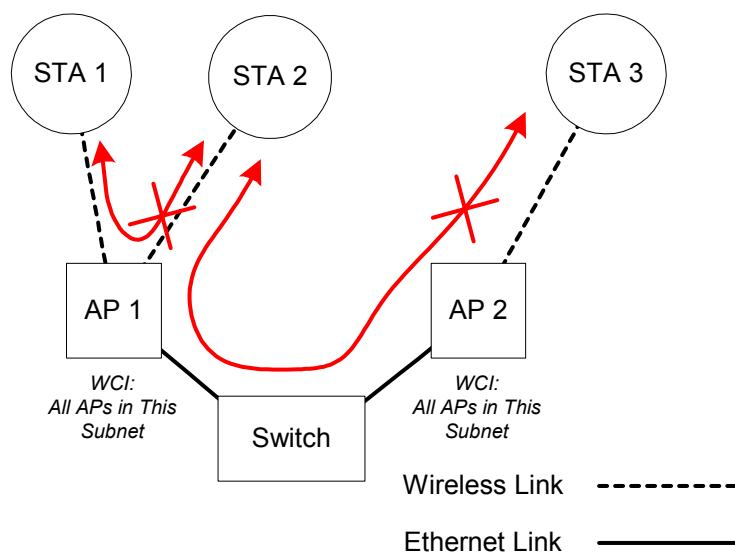 STA 1
STA 2
STA 3
AP 1
AP 2
WCI:
All APs in This
Subnet
WCI:
All APs in This
Subnet
Switch
Wireless Link
Ethernet Link